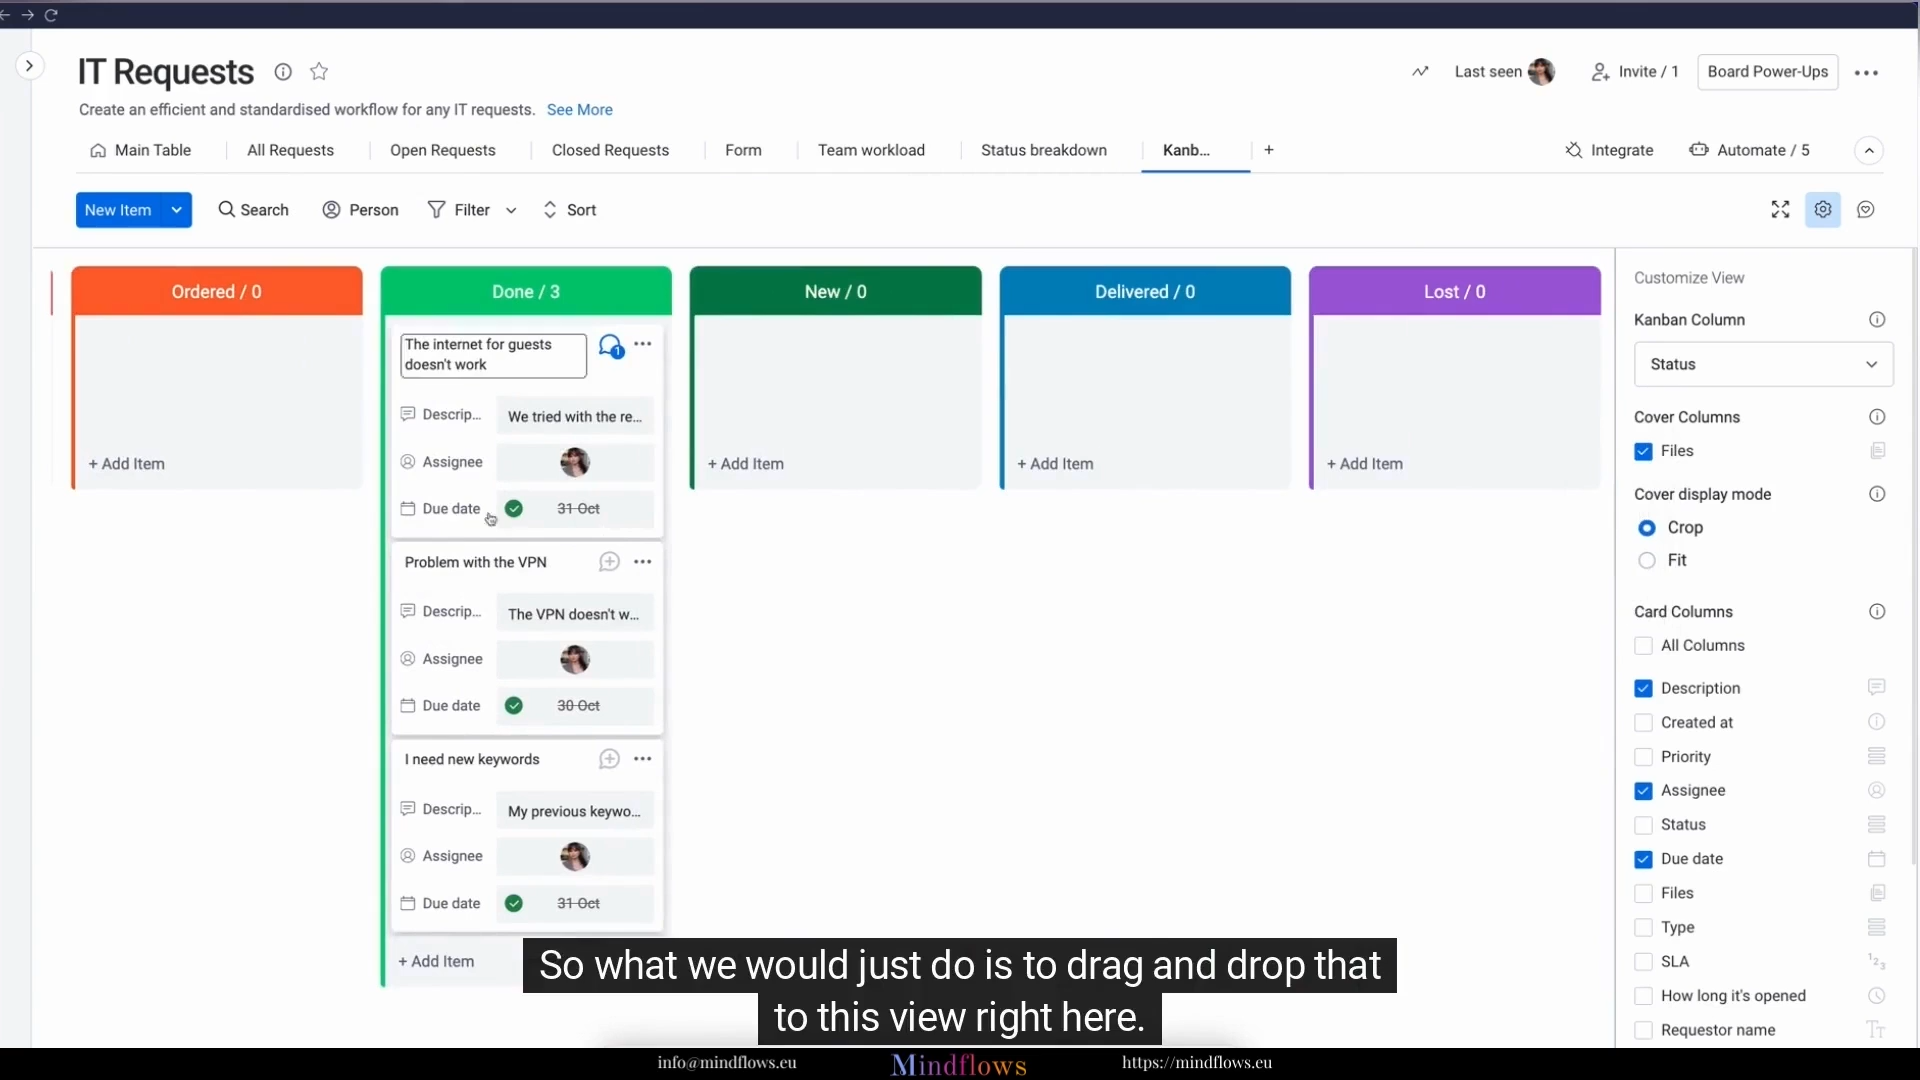 IT Requests
Last seen
Invite / 1
Board Power-Ups
Create an efficient and standardised workflow for any IT requests. See More
Main Table
All Requests
Open Requests
Closed Requests
Form
Team workload
Status breakdown
Kanb...
+
Integrate
Automate / 5
New Item
Search
Person
Filter
Sort
Ordered / 0
+ Add Item
Done / 3
The internet for guests
doesn't work
1
Descrip...
We tried with the re...
Assignee
Due date
31 Oct
Problem with the VPN
Descrip...
The VPN doesn't w...
Assignee
Due date
30 Oct
I need new keywords
Descrip...
My previous keywo...
Assignee
Due date
31 Oct
+ Add Item
New / 0
+ Add Item
Delivered / 0
+ Add Item
Lost / 0
+ Add Item
Customize View
Kanban Column
Status
Cover Columns
Files
Cover display mode
Crop
Fit
Card Columns
All Columns
Description
Created at
Priority
Assignee
Status
Due date
Files
Type
SLA
How long it's opened
Requestor name
So what we would just do is to drag and drop that
to this view right here.
info@mindflows.eu
Mindflows
https://mindflows.eu